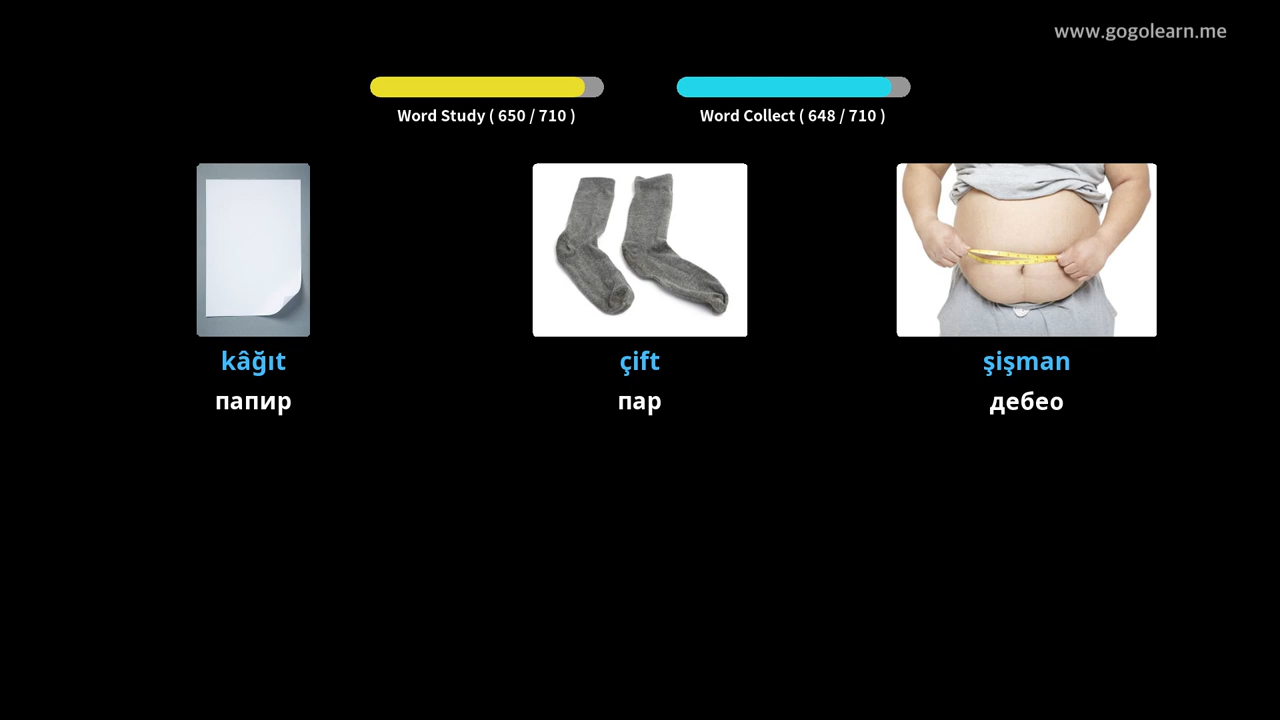 www.gogolearn.me
Word Study ( 650 / 710 )
Word Collect ( 648 / 710 )
kâğıt
çift
şişman
папир
пар
дебео